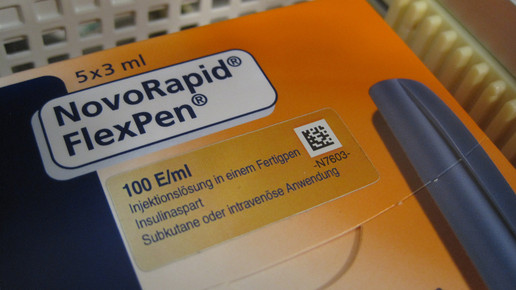 5x3 ml
NovoRapid®
FlexPen®
100 E/ml
Injektionslösung in einem Fertigpen
Insulinaspart
-N7603-
Subkutane oder intravenöse Anwendung